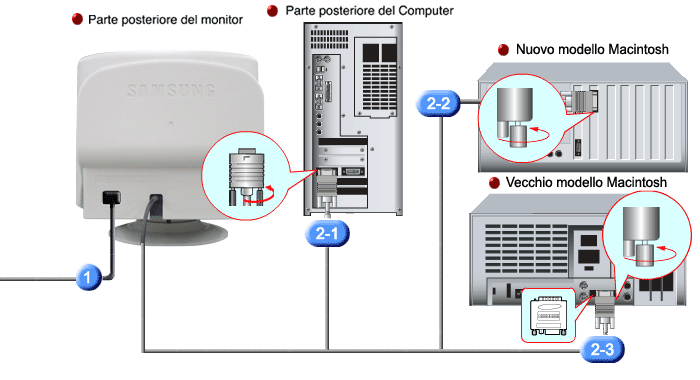 Parte posteriore del monitor
Parte posteriore del Computer
Nuovo modello Macintosh
SAMSUNG
2-2
Vecchio modello Macintosh
2-1
1
2-3